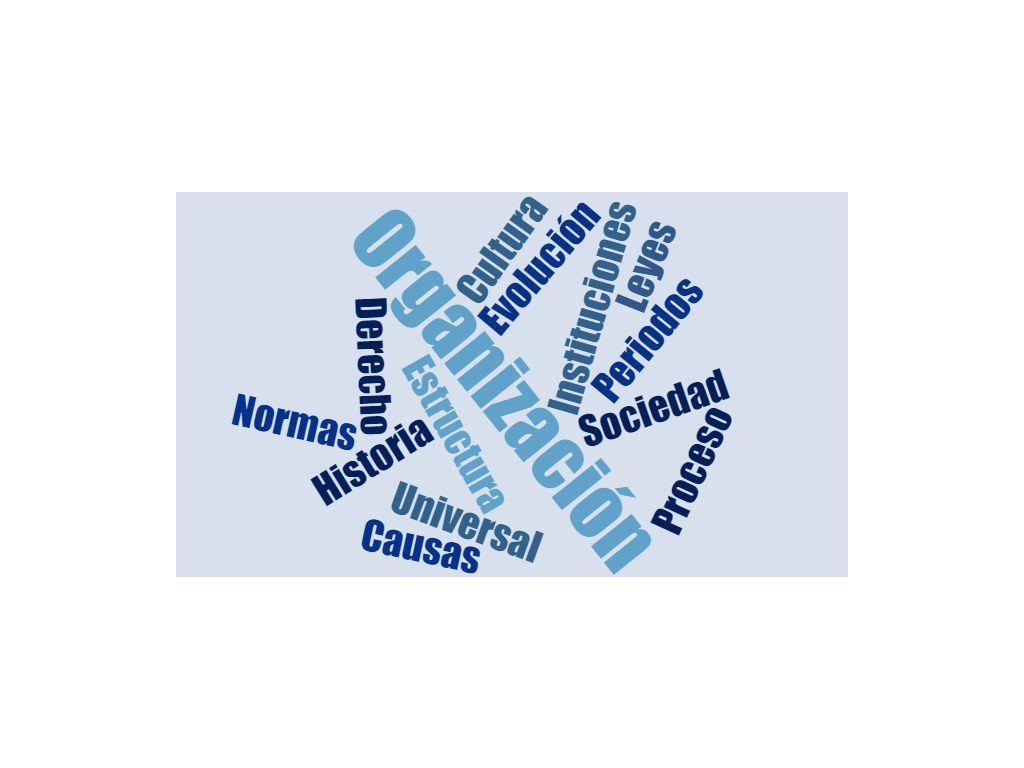 Organización
Cultura
Evolución
Instituciones
Leyes
Periodos
Derecho
Estructura
Sociedad
Normas
Historia
Proceso
Universal
Causas